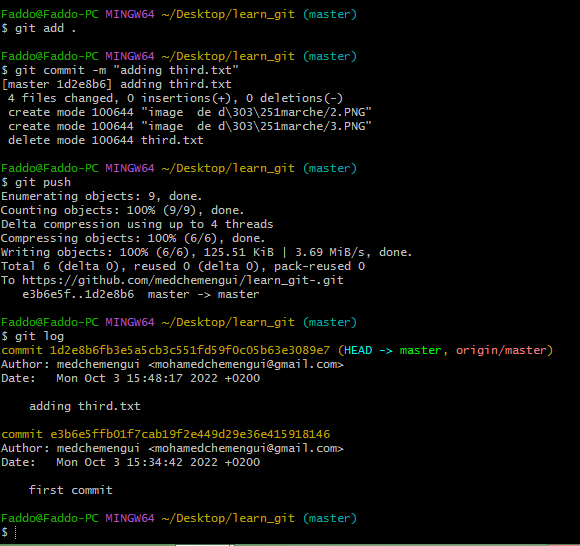 Faddo@Faddo-PC MINGW64 ~/Desktop/learn_git (master)
$ git add .
Faddo@Faddo-PC MINGW64 ~/Desktop/learn_git (master)
$ git commit -m "adding third.txt"
[master 1d2e8b6] adding third.txt
 4 files changed, 0 insertions(+), 0 deletions(-)
 create mode 100644 "image  de d\303\251marche/2.PNG"
 create mode 100644 "image  de d\303\251marche/3.PNG"
 delete mode 100644 third.txt
Faddo@Faddo-PC MINGW64 ~/Desktop/learn_git (master)
$ git push
Enumerating objects: 9, done.
Counting objects: 100% (9/9), done.
Delta compression using up to 4 threads
Compressing objects: 100% (6/6), done.
Writing objects: 100% (6/6), 125.51 KiB | 3.69 MiB/s, done.
Total 6 (delta 0), reused 0 (delta 0), pack-reused 0
To https://github.com/medchemengui/learn_git-.git
   e3b6e5f..1d2e8b6  master -> master
Faddo@Faddo-PC MINGW64 ~/Desktop/learn_git (master)
$ git log
commit 1d2e8b6fb3e5a5cb3c551fd59f0c05b63e3089e7 (HEAD -> master, origin/master)
Author: medchemengui <mohamedchemengui@gmail.com>
Date:   Mon Oct 3 15:48:17 2022 +0200
    adding third.txt
commit e3b6e5ffb01f7cab19f2e449d29e36e415918146
Author: medchemengui <mohamedchemengui@gmail.com>
Date:   Mon Oct 3 15:34:42 2022 +0200
    first commit
Faddo@Faddo-PC MINGW64 ~/Desktop/learn_git (master)
$